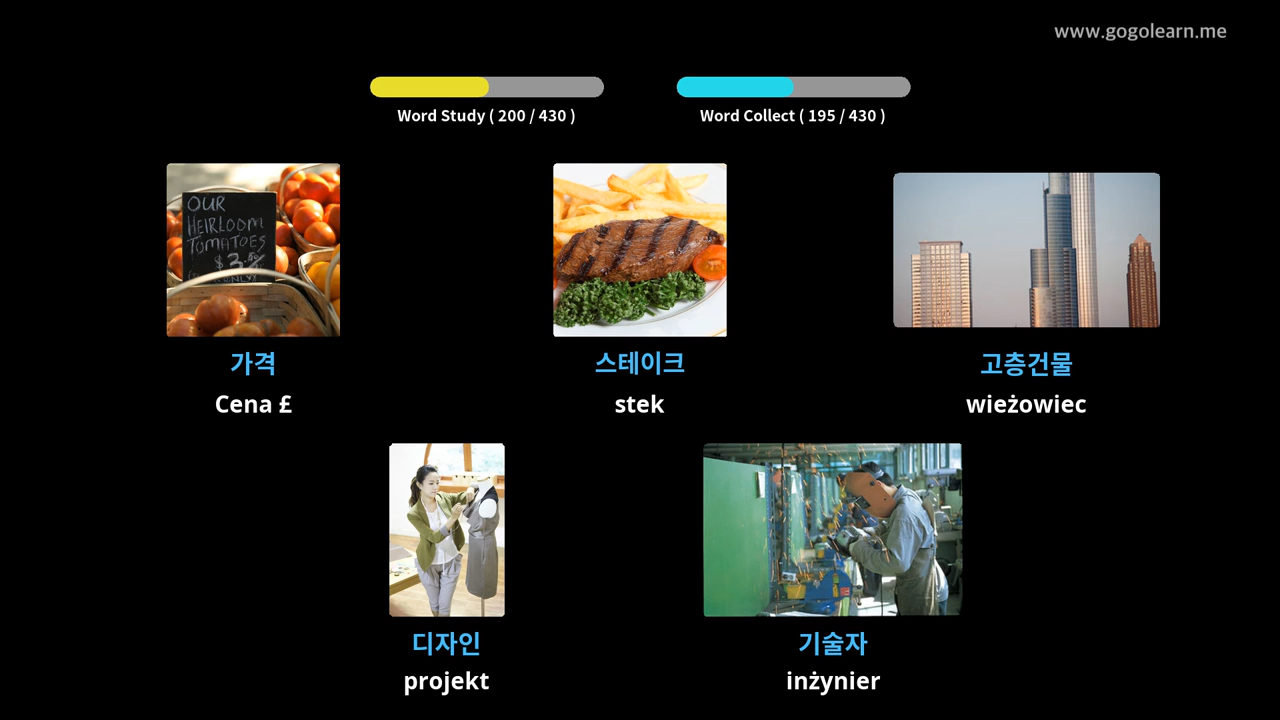 www.gogolearn.me
Word Study ( 200 / 430 )
Word Collect ( 195 / 430 )
OUR
HEIRLOOM
TOMATOES
가격
스테이크
고층건물
Cena £
stek
wieżowiec
디자인
기술자
projekt
inżynier